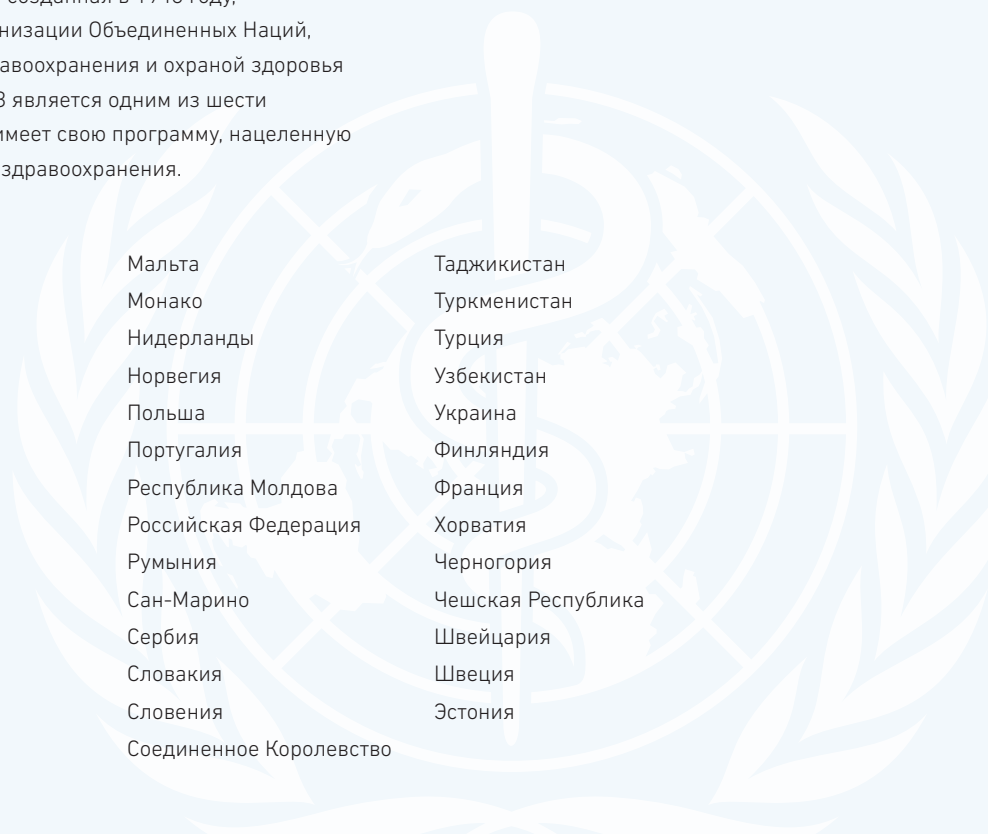 созданная в 1948 году,
низации Объединенных Наций,
авоохранения и охраной здоровья
является одним из шести
имеет свою программу, нацеленную
здравоохранения.
Мальта
Монако
Нидерланды
Норвегия
Польша
Португалия
Республика Молдова
Российская Федерация
Румыния
Сан-Марино
Сербия
Словакия
Словения
Соединенное Королевство
Таджикистан
Туркменистан
Турция
Узбекистан
Украина
Финляндия
Франция
Хорватия
Черногория
Чешская Республика
Швейцария
Швеция
Эстония